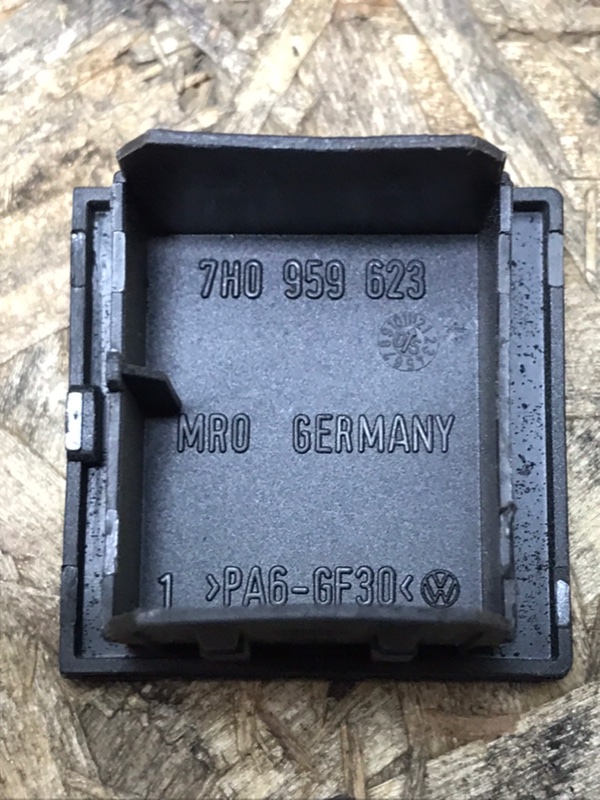 7H0 959 623
MRO GERMANY
1 >PA6-GF30<